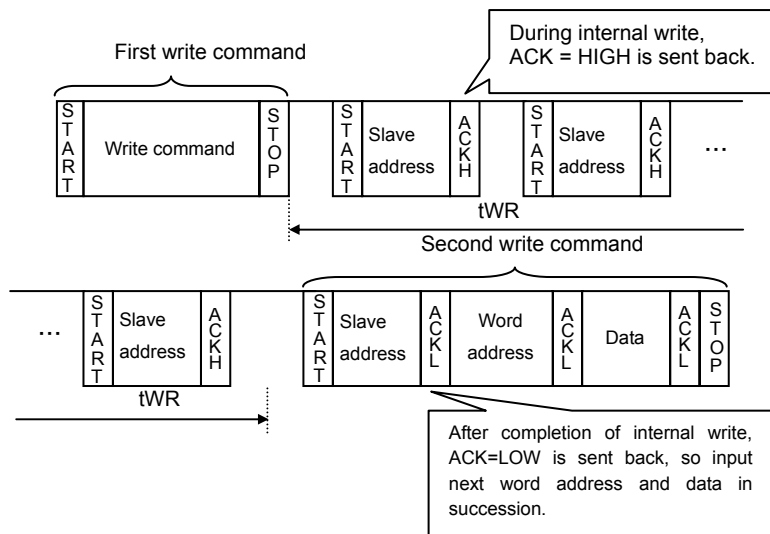 First write command
During internal write,
ACK = HIGH is sent back.
START
Write command
STOP
START
Slave
address
ACKH
START
Slave
address
ACKH
...
tWR
Second write command
...
START
Slave
address
ACKH
START
Slave
address
ACKL
Word
address
ACKL
Data
ACKL
STOP
tWR
After completion of internal write,
ACK=LOW is sent back, so input
next word address and data in
succession.